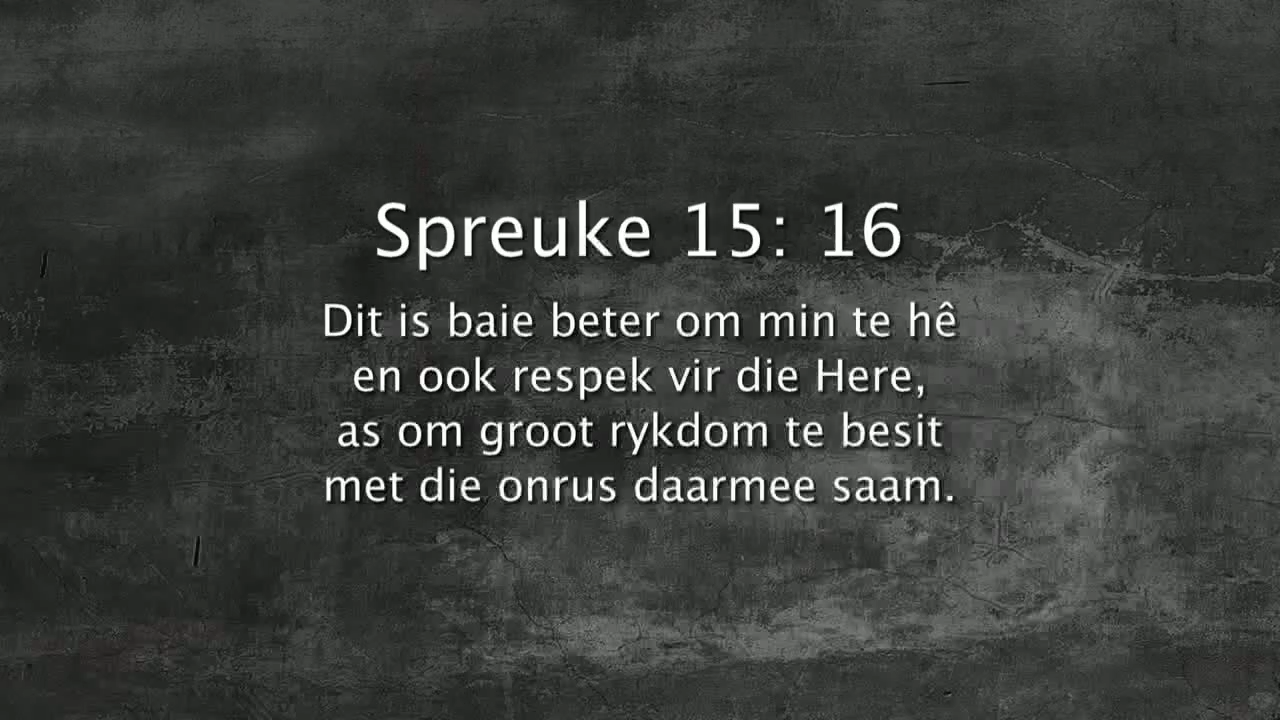 Spreuke 15: 16
Dit is baie beter om min te hê
en ook respek vir die Here,
as om groot rykdom te besit
met die onrus daarmee saam.